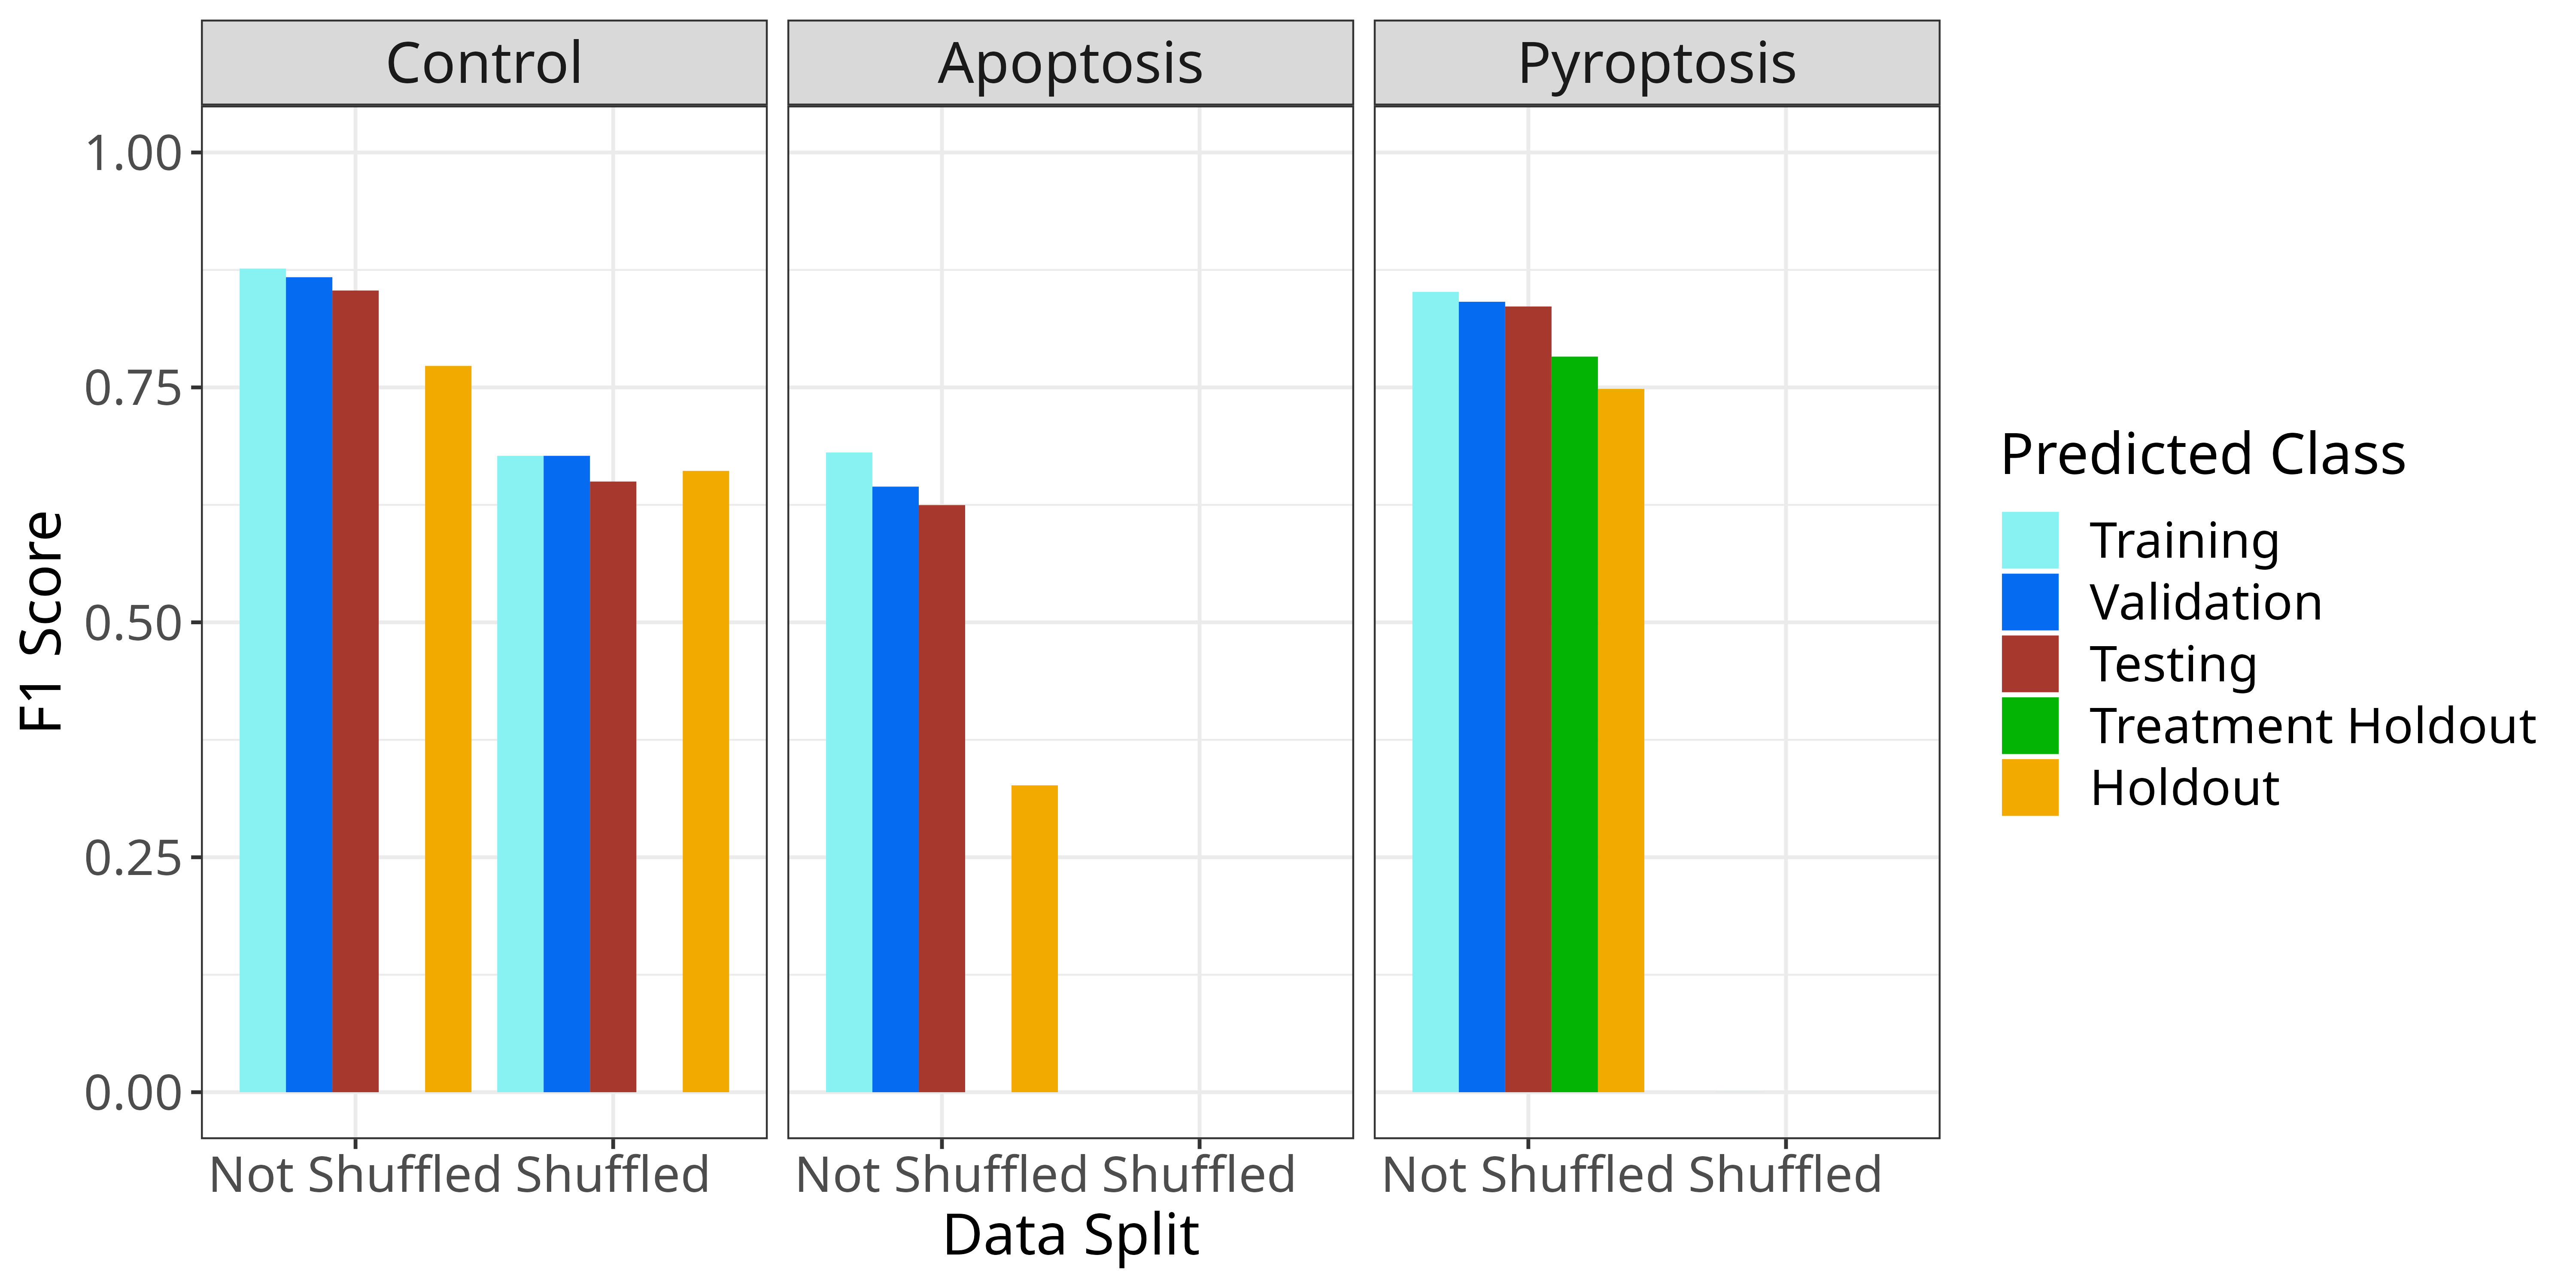 Control
Apoptosis
Pyroptosis
1.00
0.75
0.50
0.25
0.00
F1 Score
Not Shuffled Shuffled
Not Shuffled Shuffled
Not Shuffled Shuffled
Data Split
Predicted Class
Training
Validation
Testing
Treatment Holdout
Holdout